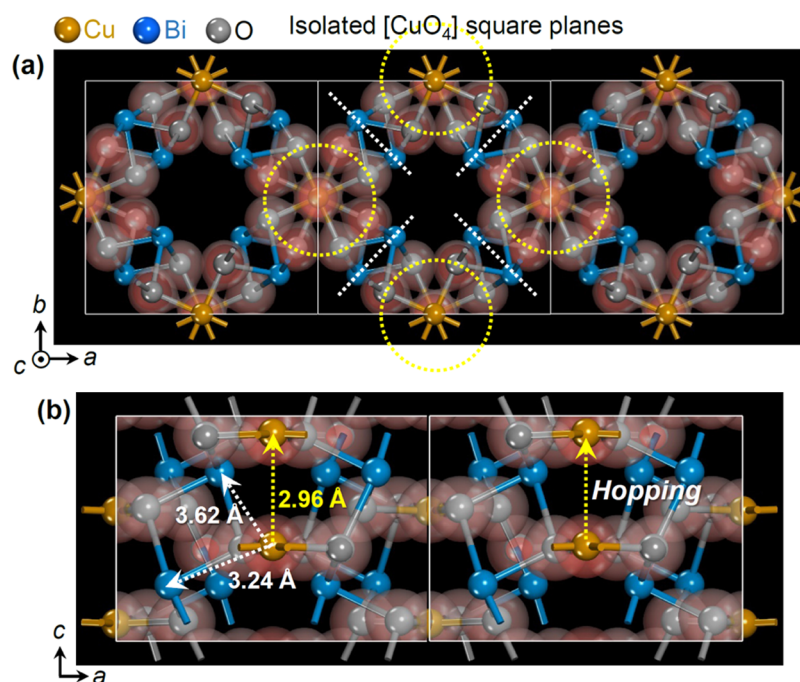 Cu Bi O Isolated [CuO₄] square planes
(a)
b
c a
(b)
2.96 Å
3.62 Å
3.24 Å
Hopping
c
a